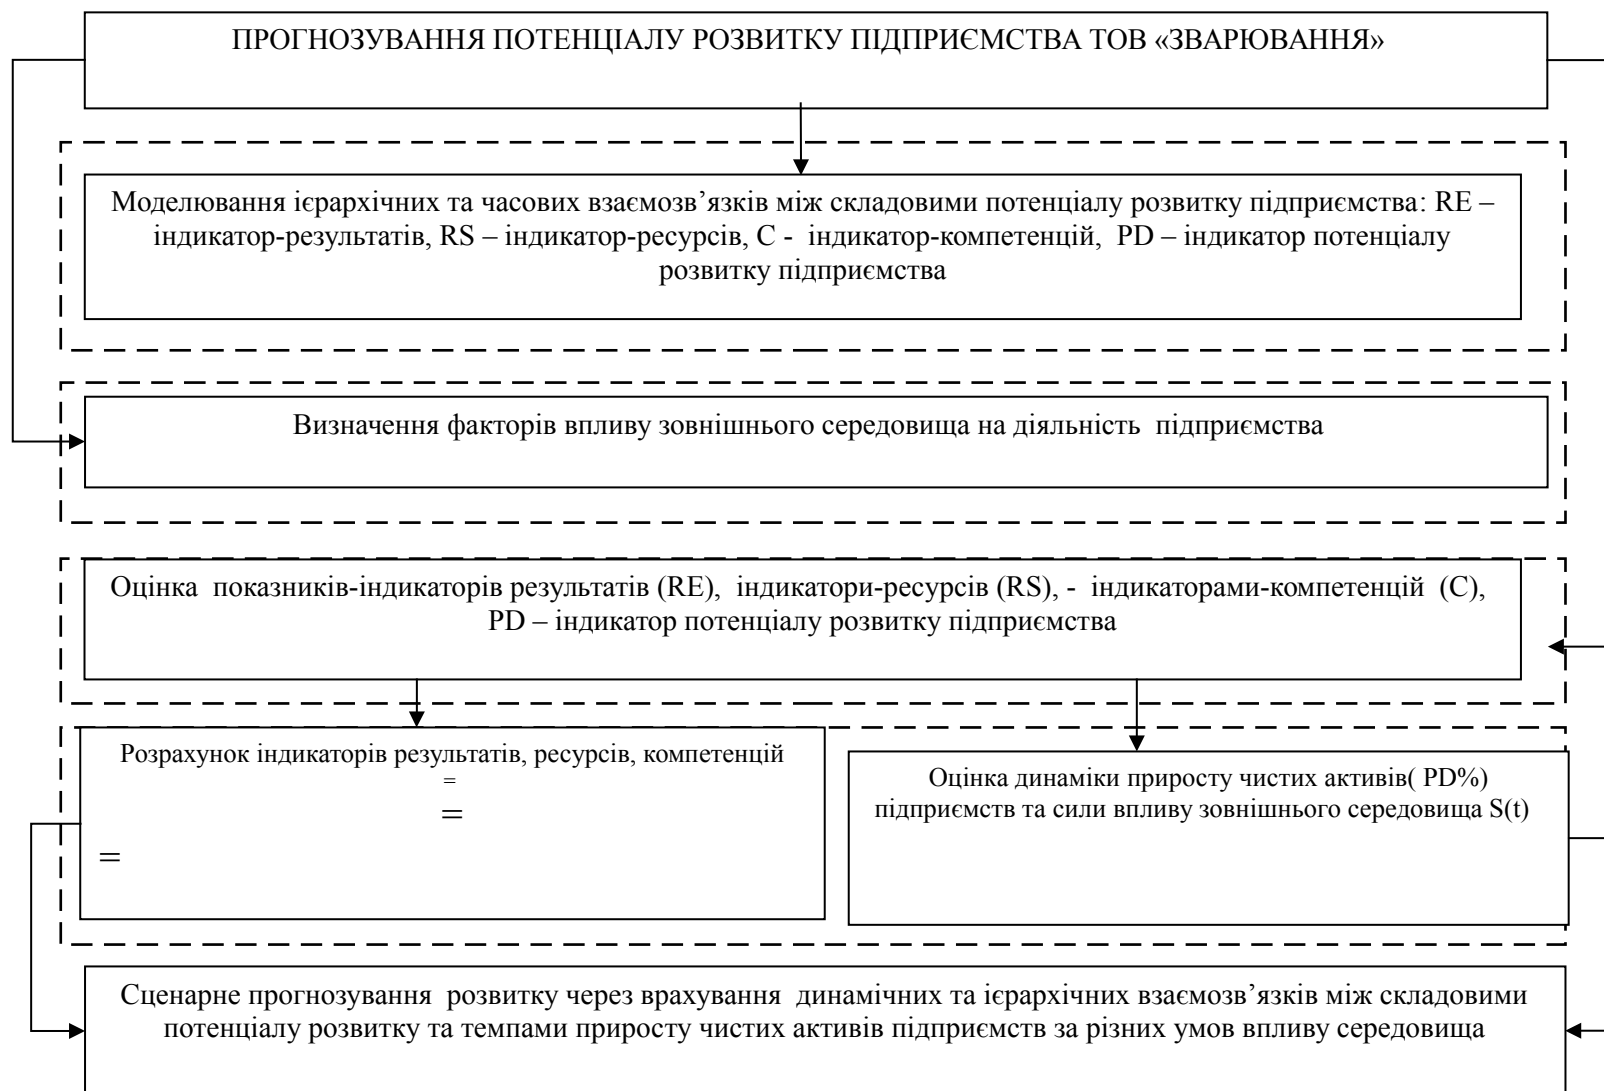 ПРОГНОЗУВАННЯ ПОТЕНЦІАЛУ РОЗВИТКУ ПІДПРИЄМСТВА ТОВ «ЗВАРЮВАННЯ»
Моделювання ієрархічних та часових взаємозв’язків між складовими потенціалу розвитку підприємства: RE –
індикатор-результатів, RS – індикатор-ресурсів, C - індикатор-компетенцій, PD – індикатор потенціалу
розвитку підприємства
Визначення факторів впливу зовнішнього середовища на діяльність підприємства
Оцінка показників-індикаторів результатів (RE), індикатори-ресурсів (RS), - індикаторами-компетенцій (C),
PD – індикатор потенціалу розвитку підприємства
Розрахунок індикаторів результатів, ресурсів, компетенцій
=
=
=
Оцінка динаміки приросту чистих активів( PD%)
підприємств та сили впливу зовнішнього середовища S(t)
Сценарне прогнозування розвитку через врахування динамічних та ієрархічних взаємозв’язків між складовими
потенціалу розвитку та темпами приросту чистих активів підприємств за різних умов впливу середовища